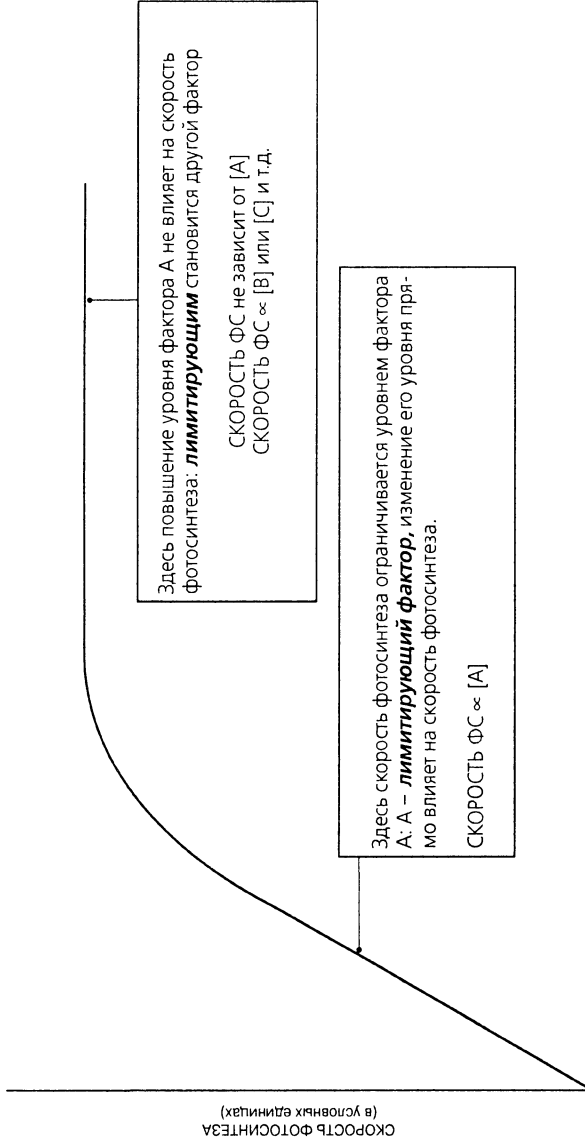 СКОРОСТЬ ФОТОСИНТЕЗА
(в условных единицах)
Здесь повышение уровня фактора А не влияет на скорость
фотосинтеза: лимитирующим становится другой фактор
СКОРОСТЬ ФС не зависит от [А]
СКОРОСТЬ ФС ∝ [В] или [С] и т.д.
Здесь скорость фотосинтеза ограничивается уровнем фактора
А: А – лимитирующий фактор, изменение его уровня пря-
мо влияет на скорость фотосинтеза.
СКОРОСТЬ ФС ∝ [А]